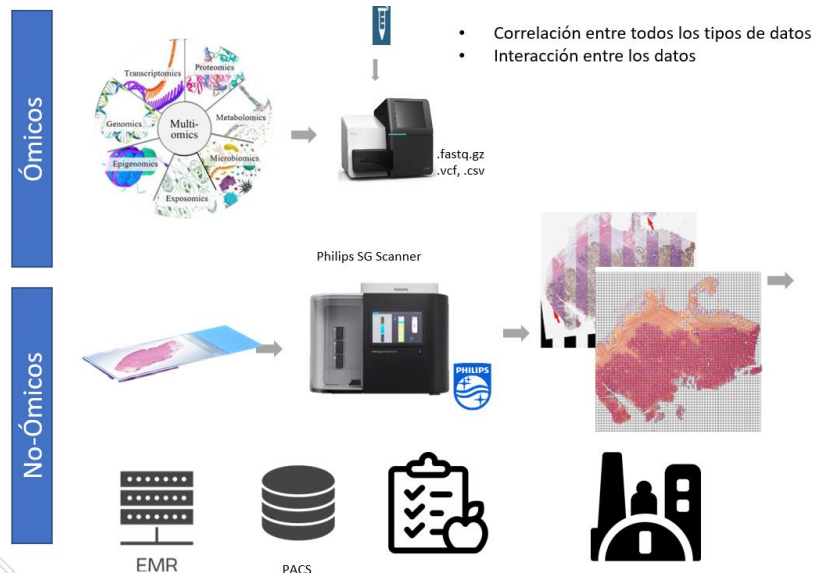 Ómicos
• Correlación entre todos los tipos de datos
• Interacción entre los datos
Transcriptomics
Proteomics
Genomics
Multi-
omics
Metabolomics
Epigenomics
Microbiomics
Exposomics
.fastq.gz
.vcf, .csv
No-Ómicos
Philips SG Scanner
PHILIPS
PHILIPS
EMR
PACS